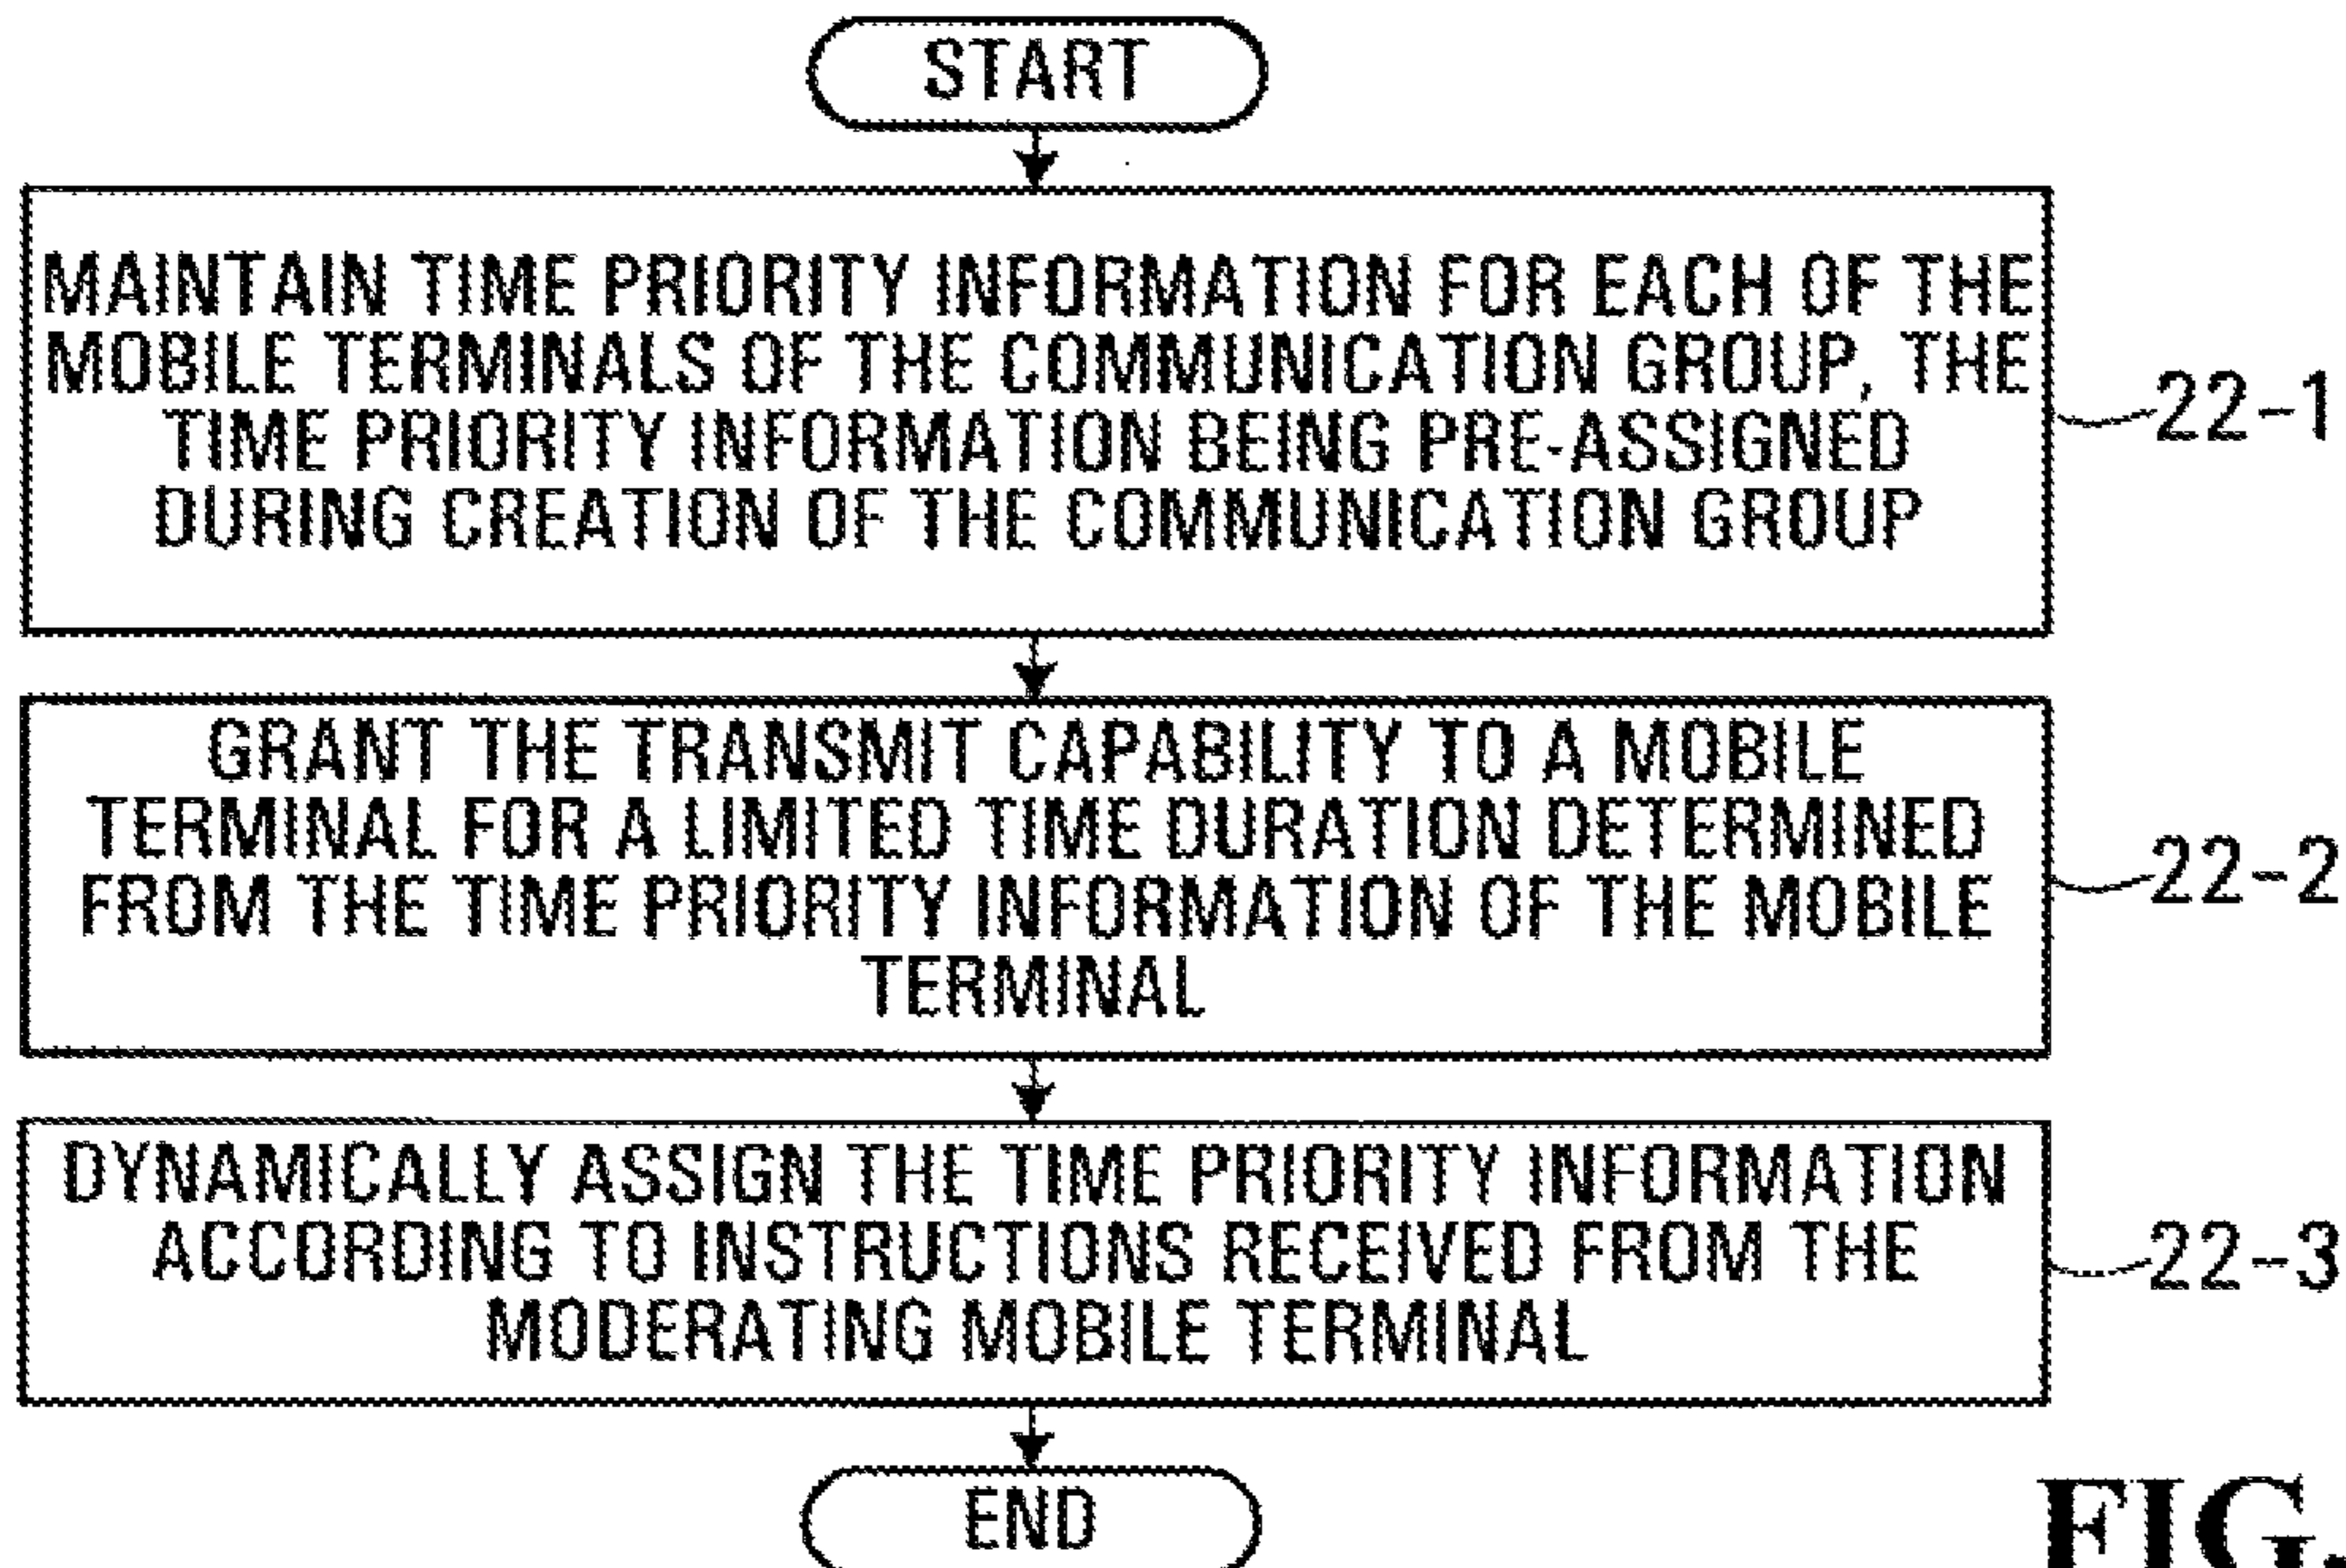 START
MAINTAIN TIME PRIORITY INFORMATION FOR EACH OF THE
MOBILE TERMINALS OF THE COMMUNICATION GROUP, THE
TIME PRIORITY INFORMATION BEING PRE-ASSIGNED
DURING CREATION OF THE COMMUNICATION GROUP
22-1
GRANT THE TRANSMIT CAPABILITY TO A MOBILE
TERMINAL FOR A LIMITED TIME DURATION DETERMINED
FROM THE TIME PRIORITY INFORMATION OF THE MOBILE
TERMINAL
22-2
DYNAMICALLY ASSIGN THE TIME PRIORITY INFORMATION
ACCORDING TO INSTRUCTIONS RECEIVED FROM THE
MODERATING MOBILE TERMINAL
22-3
END
FIG.